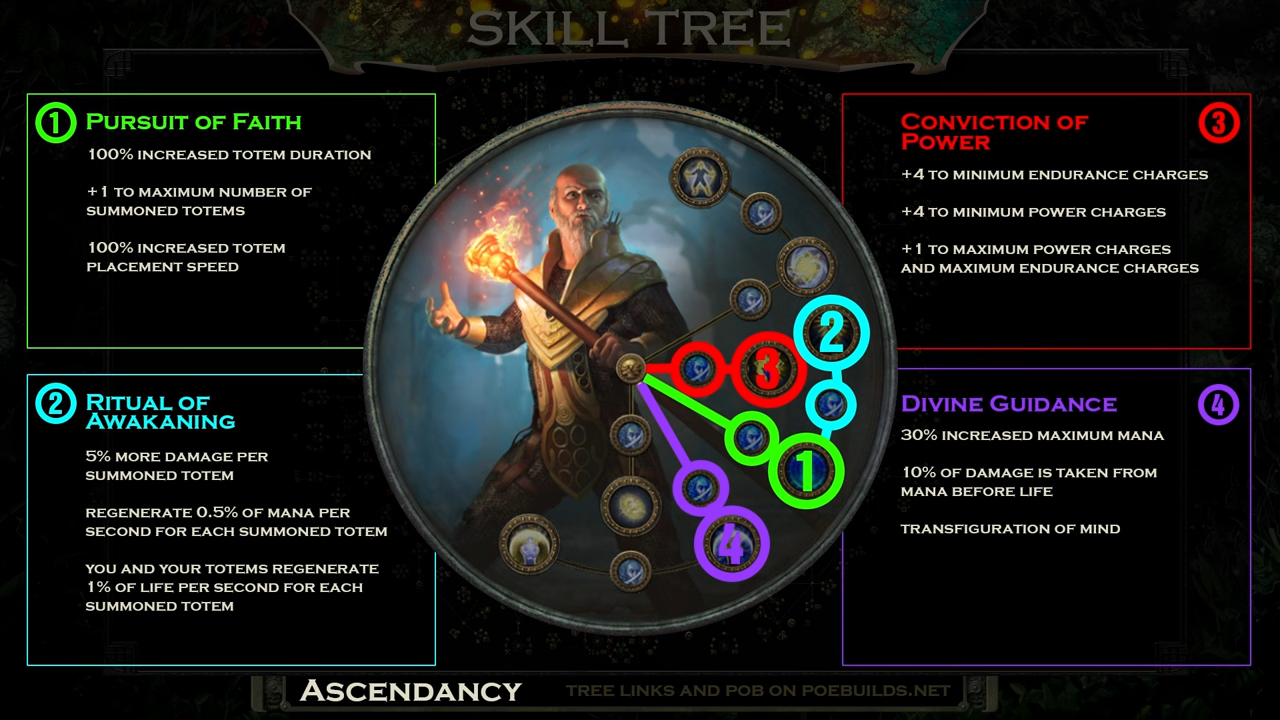 SKILL TREE
1 PURSUIT OF FAITH
100% INCREASED TOTEM DURATION
+1 TO MAXIMUM NUMBER OF
SUMMONED TOTEMS
100% INCREASED TOTEM
PLACEMENT SPEED
2 RITUAL OF
AWAKANING
5% MORE DAMAGE PER
SUMMONED TOTEM
REGENERATE 0.5% OF MANA PER
SECOND FOR EACH SUMMONED TOTEM
YOU AND YOUR TOTEMS REGENERATE
1% OF LIFE PER SECOND FOR EACH
SUMMONED TOTEM
2
3
1
4
CONVICTION OF 3
POWER
+4 TO MINIMUM ENDURANCE CHARGES
+4 TO MINIMUM POWER CHARGES
+1 TO MAXIMUM POWER CHARGES
AND MAXIMUM ENDURANCE CHARGES
DIVINE GUIDANCE 4
30% INCREASED MAXIMUM MANA
10% OF DAMAGE IS TAKEN FROM
MANA BEFORE LIFE
TRANSFIGURATION OF MIND
ASCENDANCY TREE LINKS AND POB ON POEBUILDS.NET